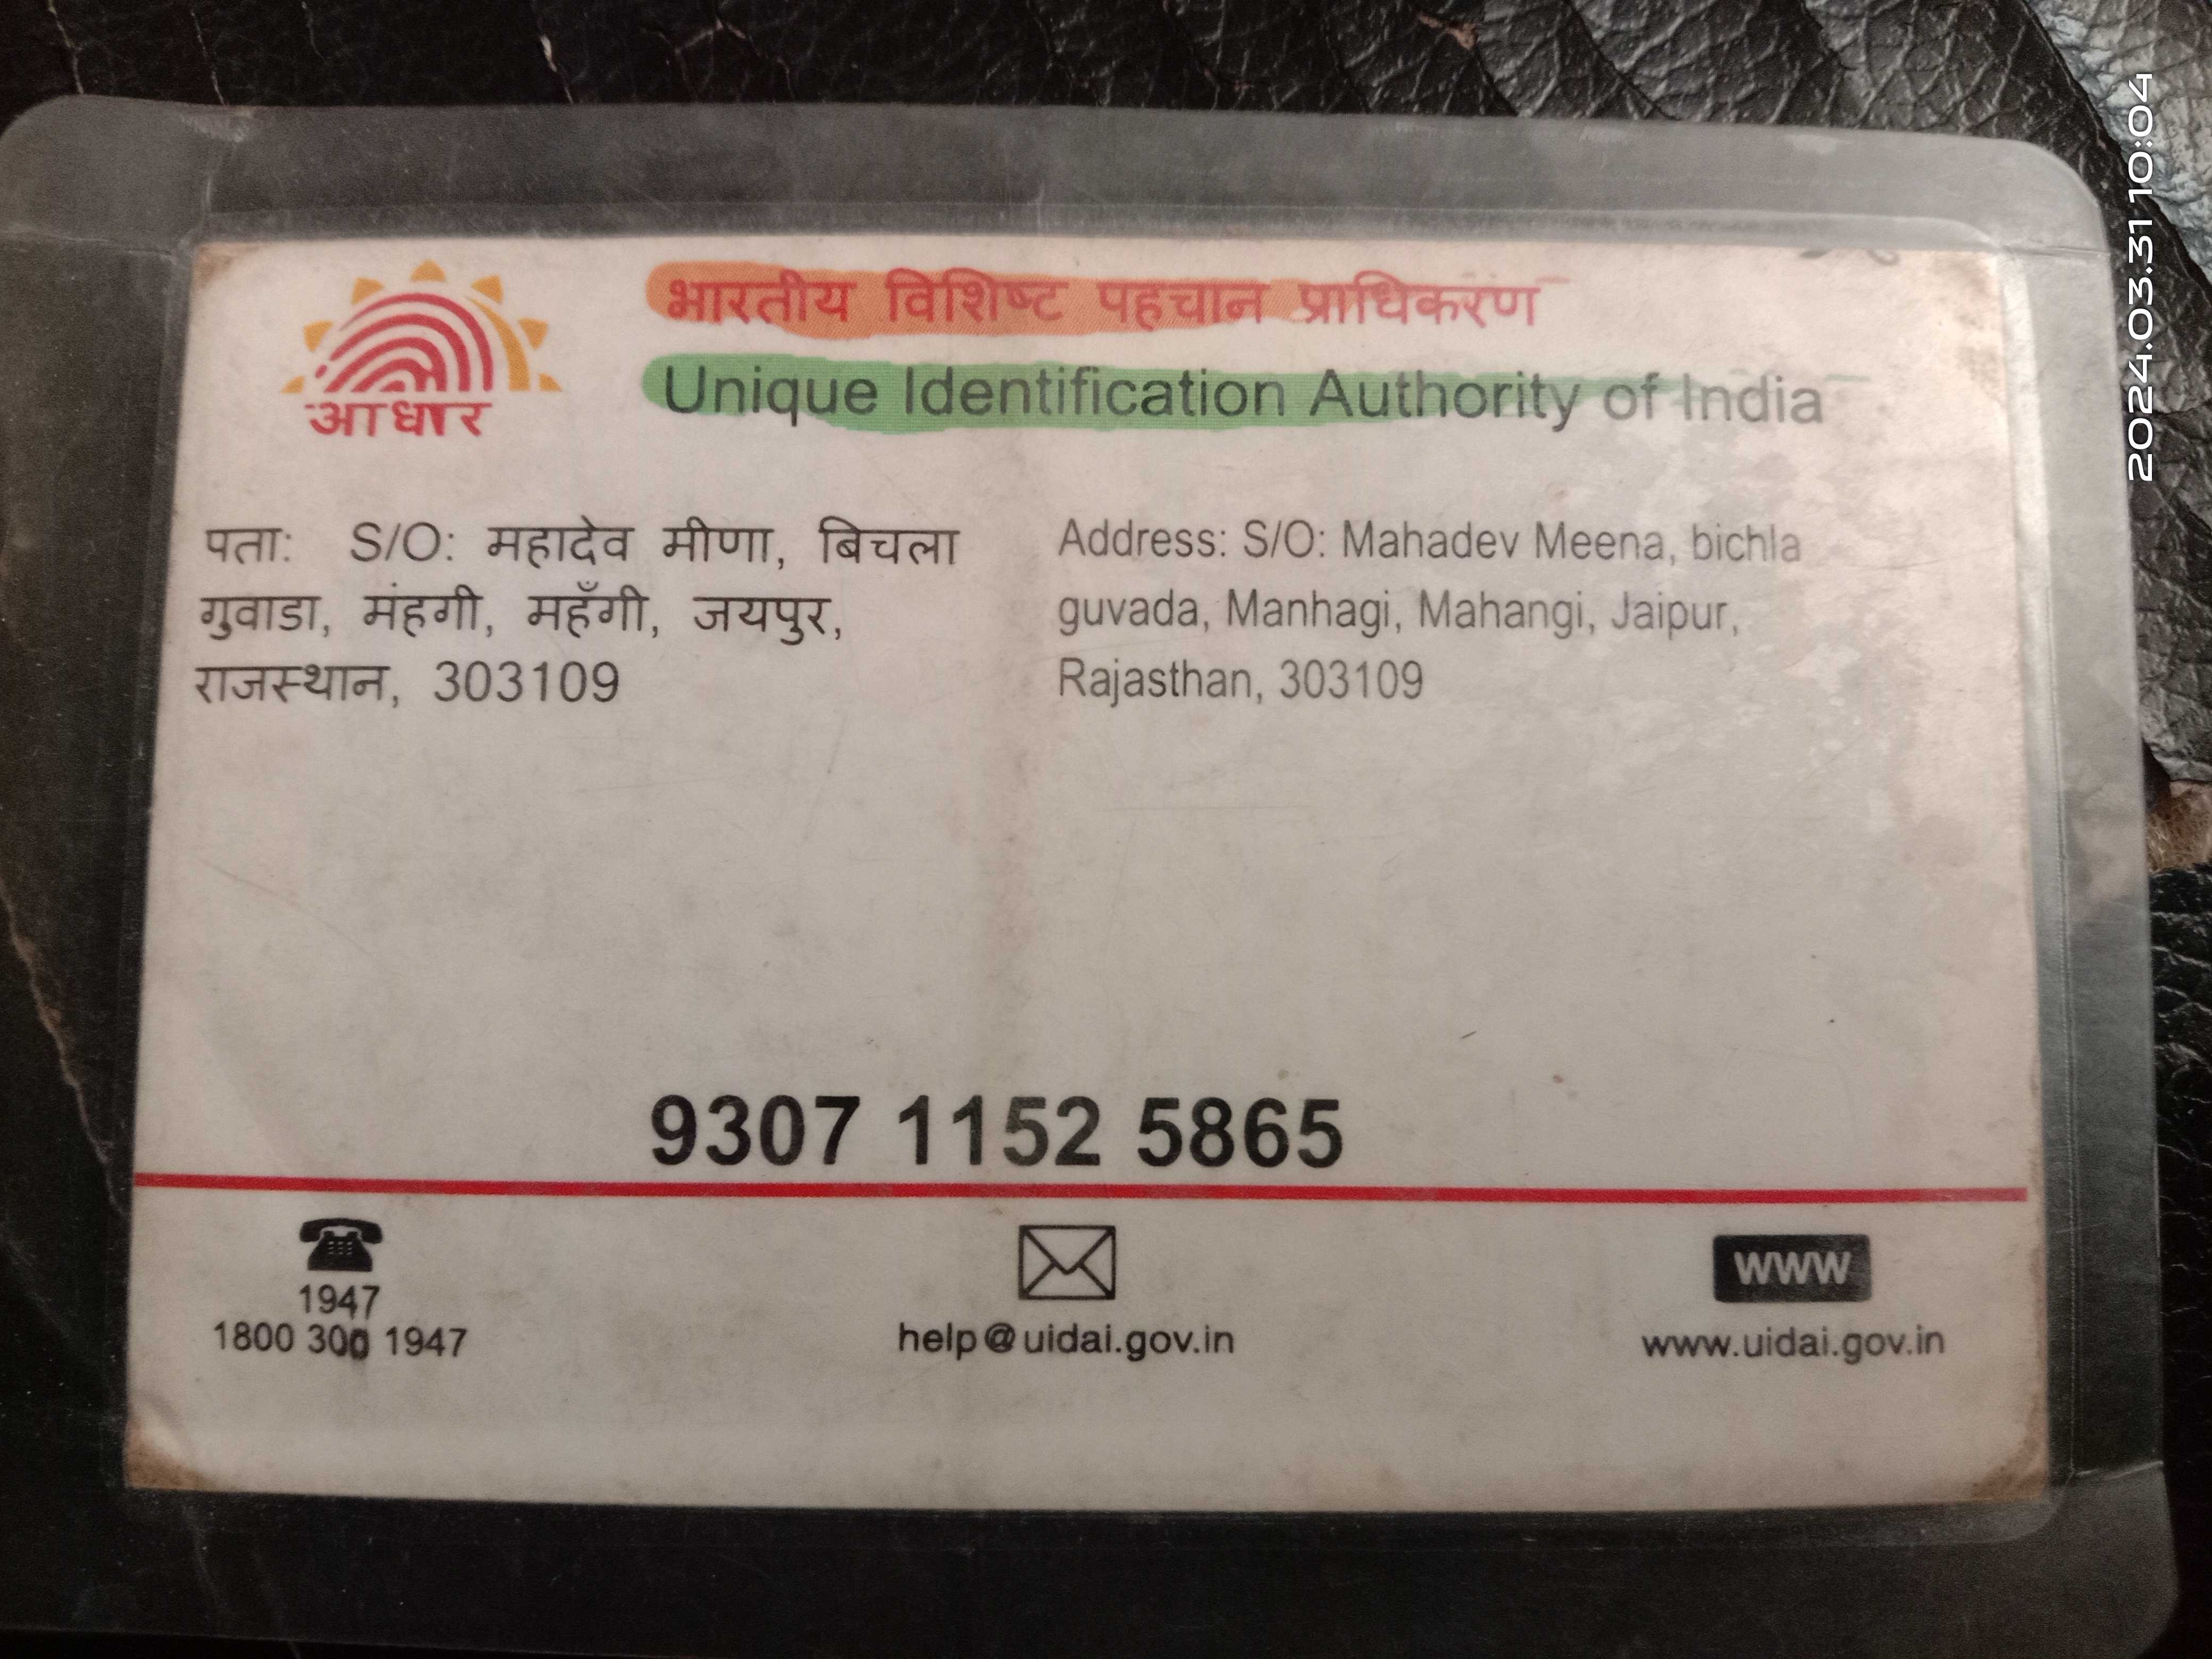 आधार
भारतीय विशिष्ट पहचान प्राधिकरण
Unique Identification Authority of India
पता: S/O: महादेव मीणा, बिचला
गुवाडा, मंहगी, महँगी, जयपुर,
राजस्थान, 303109
Address: S/O: Mahadev Meena, bichla
guvada, Manhagi, Mahangi, Jaipur,
Rajasthan, 303109
9307 1152 5865
1947
1800 300 1947
help@uidai.gov.in
www
www.uidai.gov.in
2024.03.31 10:04